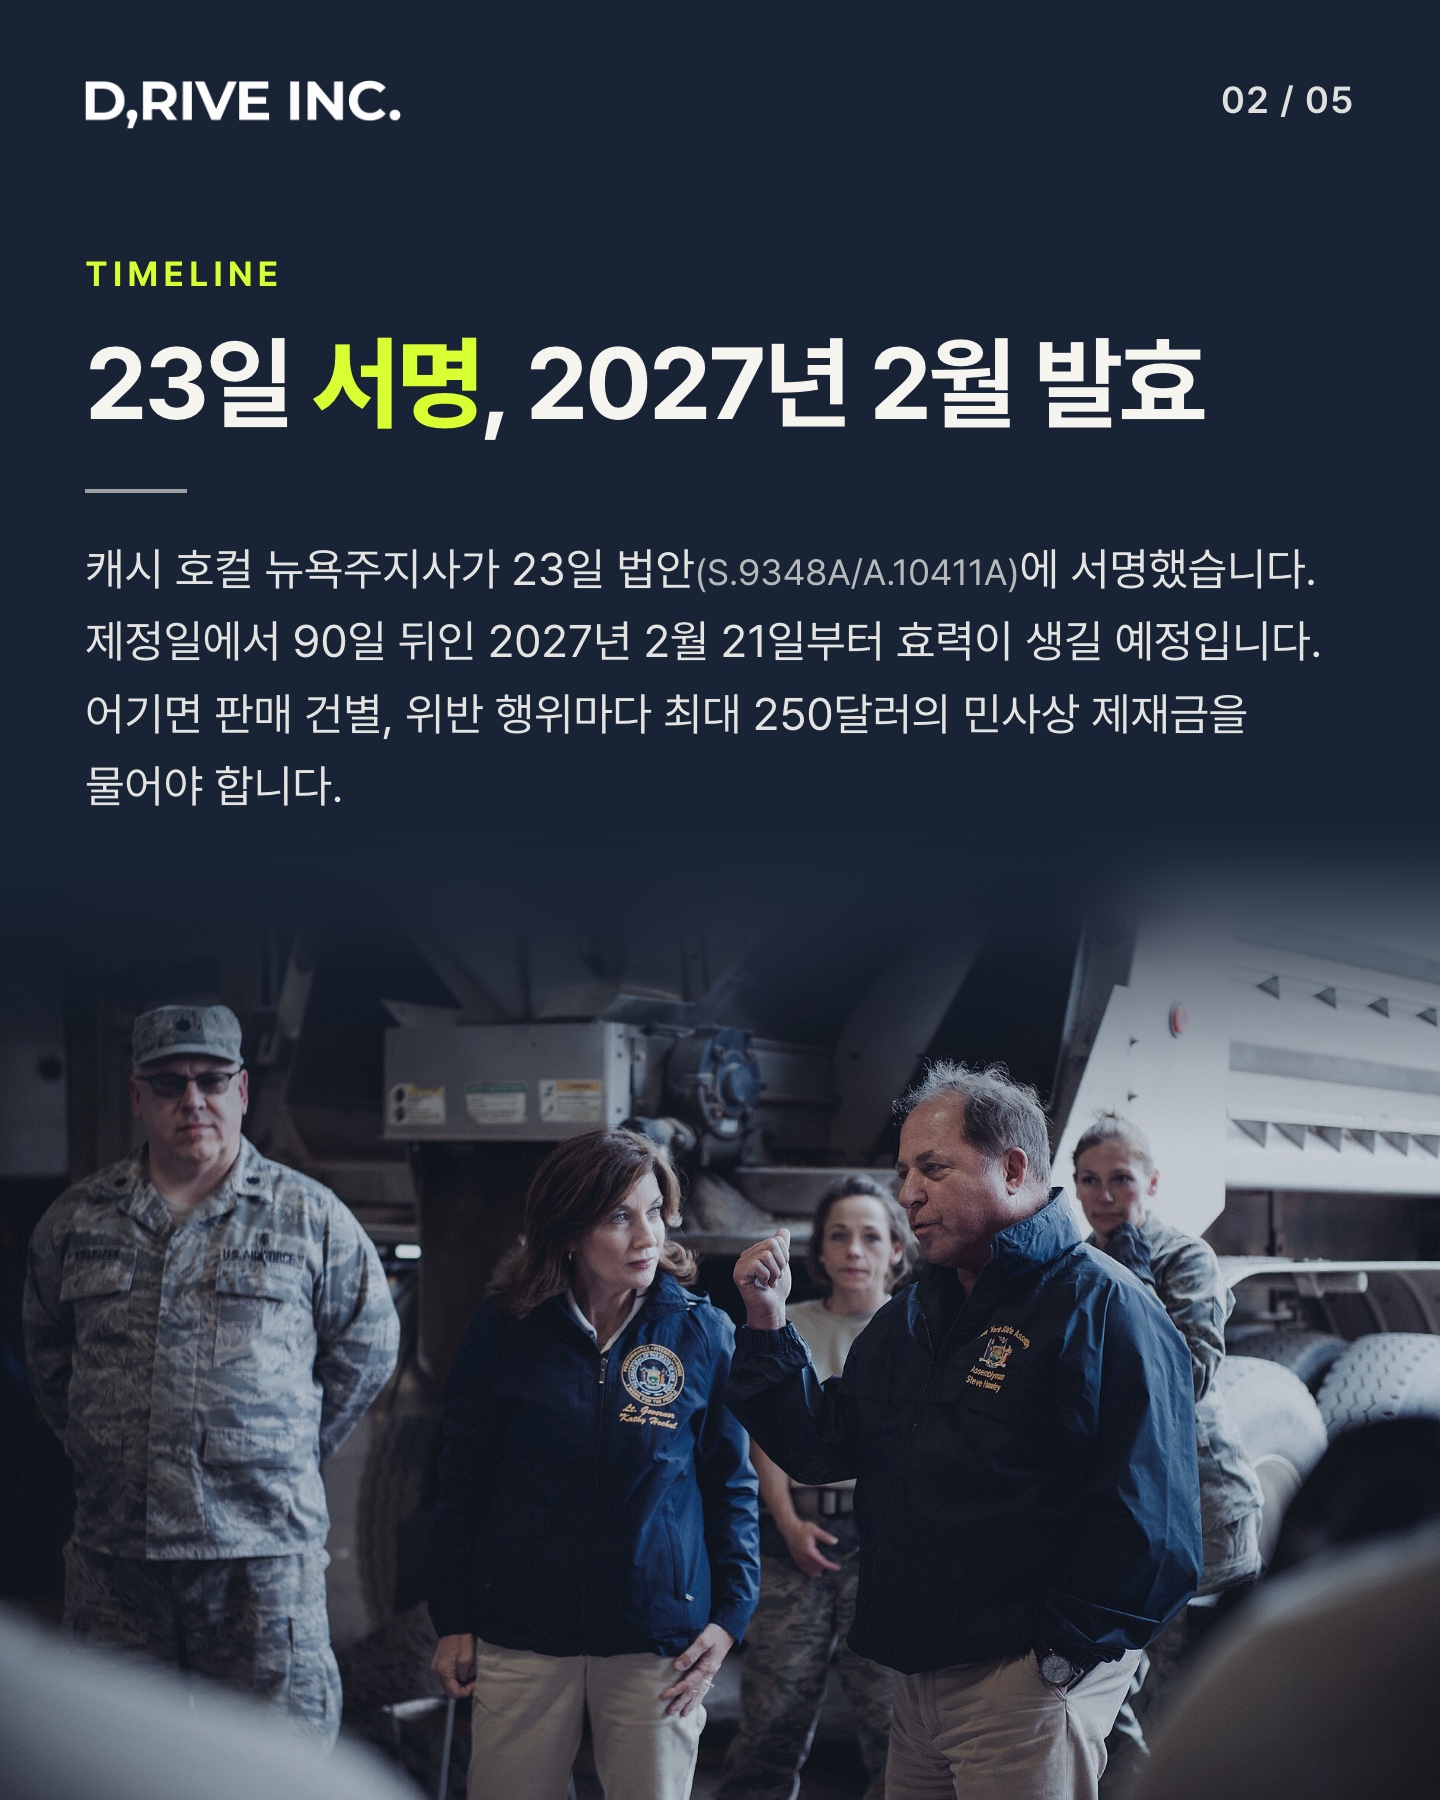 D,RIVE INC.
02 / 05
TIMELINE
23일 서명, 2027년 2월 발효
캐시 호컬 뉴욕주지사가 23일 법안(S.9348A/A.10411A)에 서명했습니다.
제정일에서 90일 뒤인 2027년 2월 21일부터 효력이 생길 예정입니다.
어기면 판매 건별, 위반 행위마다 최대 250달러의 민사상 제재금을
물어야 합니다.
U.S. AIR FORCE
Lt. Governor
Kathy Hochul
York State Assembly
Assemblyman
Steve Hawley